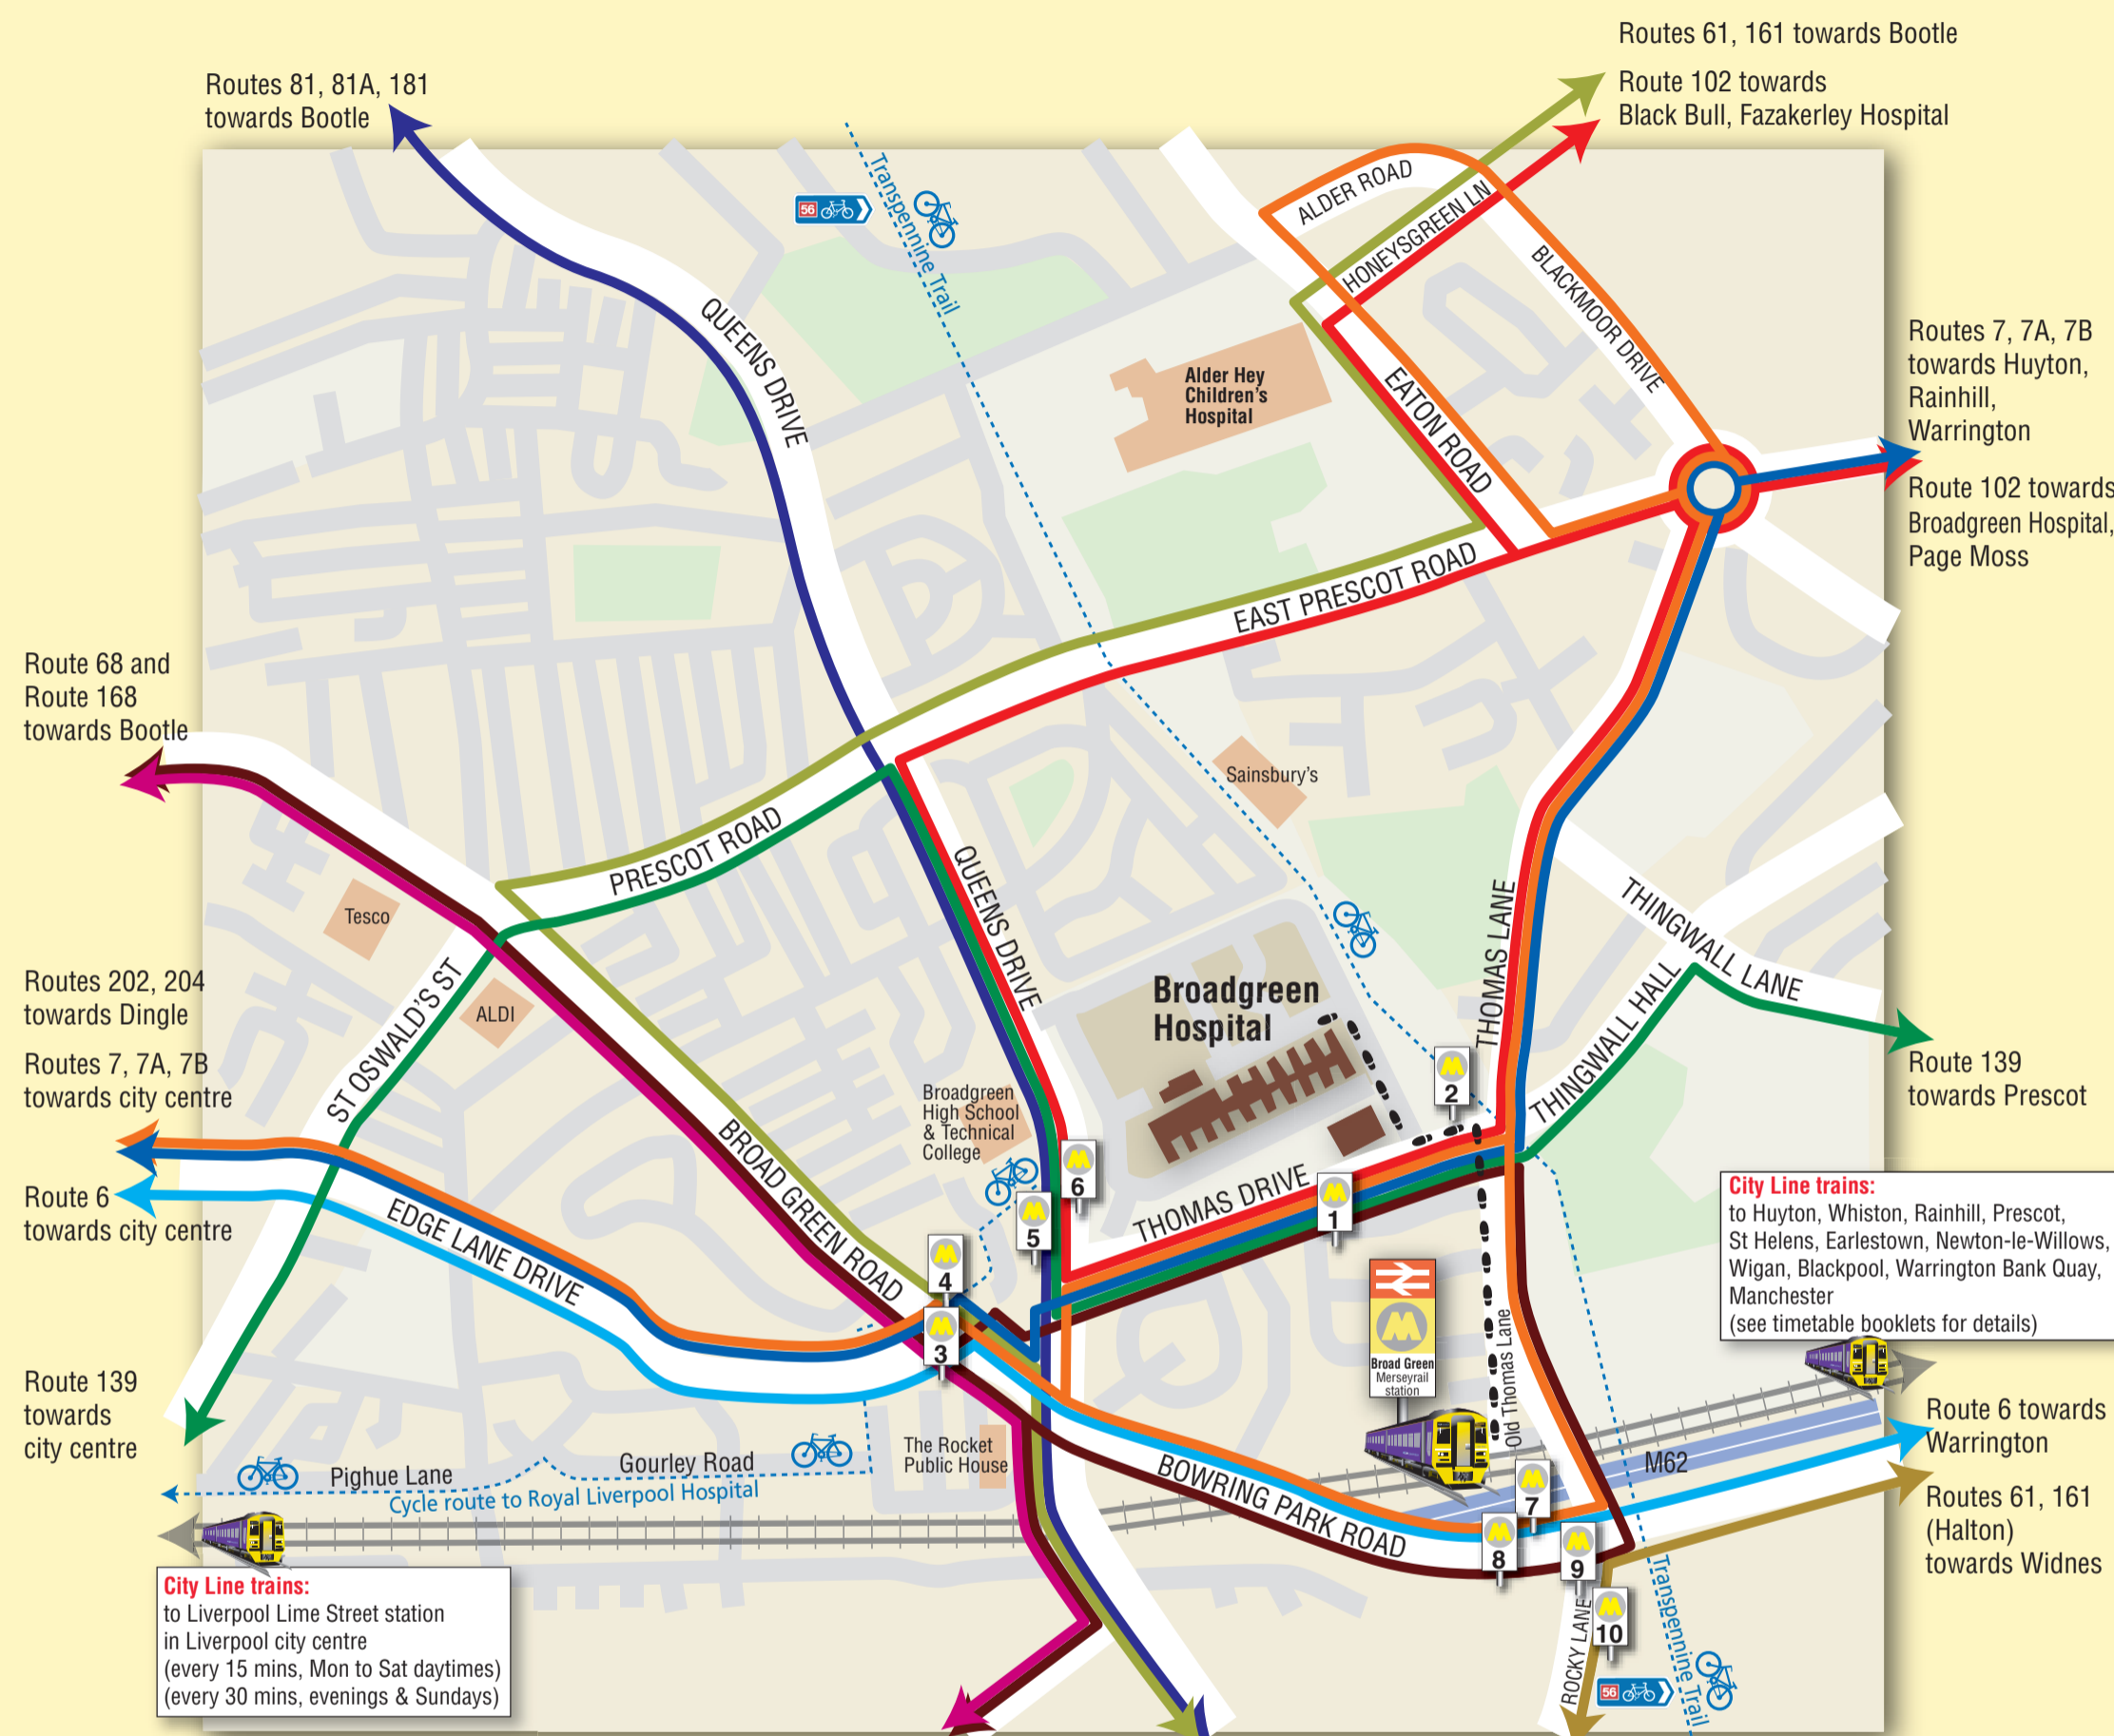 Routes 61, 161 towards Bootle
Route 102 towards
Black Bull, Fazakerley Hospital
Routes 81, 81A, 181
towards Bootle
56
Transpennine Trail
ALDER ROAD
HONEYSGREEN LN
BLACKMOOR DRIVE
QUEENS DRIVE
Alder Hey
Children's
Hospital
EATON ROAD
Routes 7, 7A, 7B
towards Huyton,
Rainhill,
Warrington
Route 102 towards
Broadgreen Hospital,
Page Moss
EAST PRESCOT ROAD
Route 68 and
Route 168
towards Bootle
Sainsbury's
PRESCOT ROAD
QUEENS DRIVE
Tesco
ALDI
ST OSWALD'S ST
THOMAS LANE
THINGWALL LANE
THINGWALL HALL
Broadgreen
Hospital
Routes 202, 204
towards Dingle
Routes 7, 7A, 7B
towards city centre
Route 6
towards city centre
Route 139
towards Prescot
Broadgreen
High School
& Technical
College
2
6
5
1
4
3
THOMAS DRIVE
BROAD GREEN ROAD
EDGE LANE DRIVE
City Line trains:
to Huyton, Whiston, Rainhill, Prescot,
St Helens, Earlestown, Newton-le-Willows,
Wigan, Blackpool, Warrington Bank Quay,
Manchester
(see timetable booklets for details)
Broad Green
Merseyrail
station
Old Thomas Lane
Route 139
towards
city centre
The Rocket
Public House
Pighue Lane
Gourley Road
Cycle route to Royal Liverpool Hospital
BOWRING PARK ROAD
M62
7
8
9
10
Route 6 towards
Warrington
Routes 61, 161
(Halton)
towards Widnes
City Line trains:
to Liverpool Lime Street station
in Liverpool city centre
(every 15 mins, Mon to Sat daytimes)
(every 30 mins, evenings & Sundays)
ROCKY LANE
Transpennine Trail
56